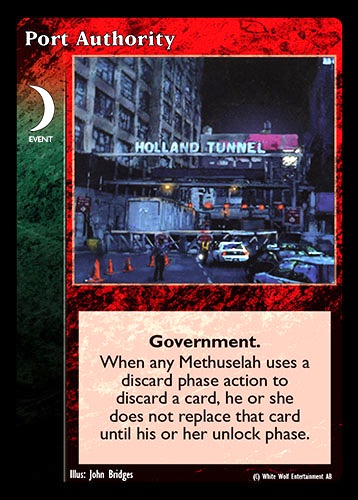 Port Authority
EVENT
HOLLAND TUNNEL
Government.
When any Methuselah uses a
discard phase action to
discard a card, he or she
does not replace that card
until his or her unlock phase.
Illus: John Bridges
(C) White Wolf Entertainment AB